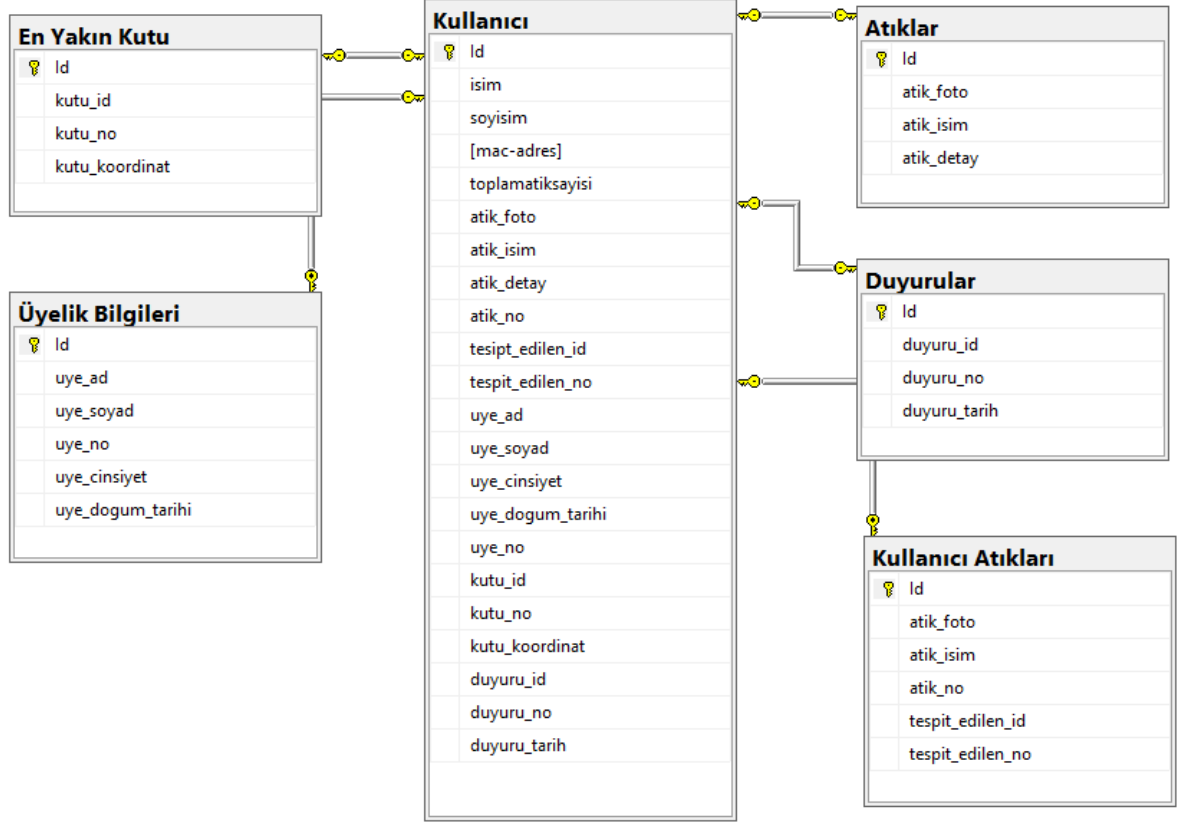 En Yakın Kutu
Id
kutu_id
kutu_no
kutu_koordinat
Üyelik Bilgileri
Id
uye_ad
uye_soyad
uye_no
uye_cinsiyet
uye_dogum_tarihi
Kullanıcı
Id
isim
soyisim
[mac-adres]
toplamatiksayisi
atik_foto
atik_isim
atik_detay
atik_no
tesipt_edilen_id
tespit_edilen_no
uye_ad
uye_soyad
uye_cinsiyet
uye_dogum_tarihi
uye_no
kutu_id
kutu_no
kutu_koordinat
duyuru_id
duyuru_no
duyuru_tarih
Atıklar
Id
atik_foto
atik_isim
atik_detay
Duyurular
Id
duyuru_id
duyuru_no
duyuru_tarih
Kullanıcı Atıkları
Id
atik_foto
atik_isim
atik_no
tespit_edilen_id
tespit_edilen_no